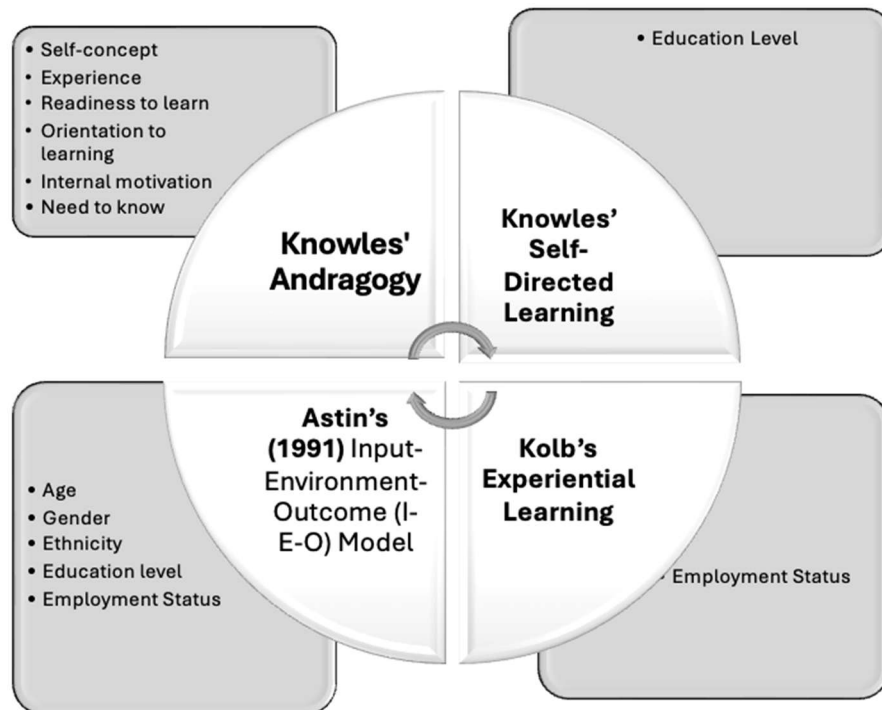 • Self-concept
• Experience
• Readiness to learn
• Orientation to
learning
• Internal motivation
• Need to know
• Education Level
Knowles'
Andragogy
Knowles’
Self-
Directed
Learning
Astin’s
(1991) Input-
Environment-
Outcome (I-
E-O) Model
Kolb’s
Experiential
Learning
• Age
• Gender
• Ethnicity
• Education level
• Employment Status
• Employment Status